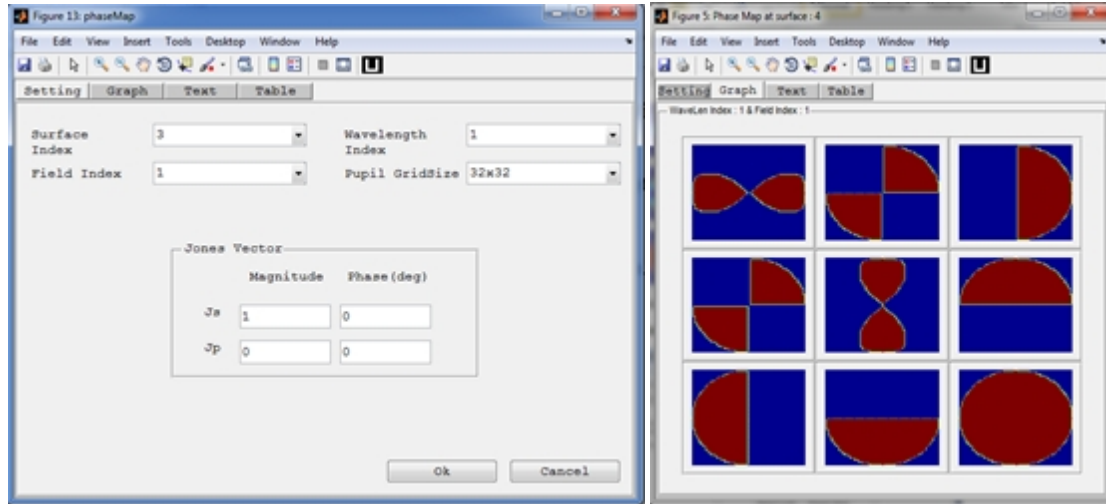 Figure 13: phaseMap
File Edit View Insert Tools Desktop Window Help
Setting Graph Text Table
Surface Index 3 Wavelength Index 1
Field Index 1 Pupil GridSize 32x32
Jones Vector
Magnitude Phase(deg)
Js 1 0
Jp 0 0
Ok Cancel
Figure 5: Phase Map at surface : 4
File Edit View Insert Tools Desktop Window Help
Setting Graph Text Table
WaveLen Index : 1 & Field Index : 1